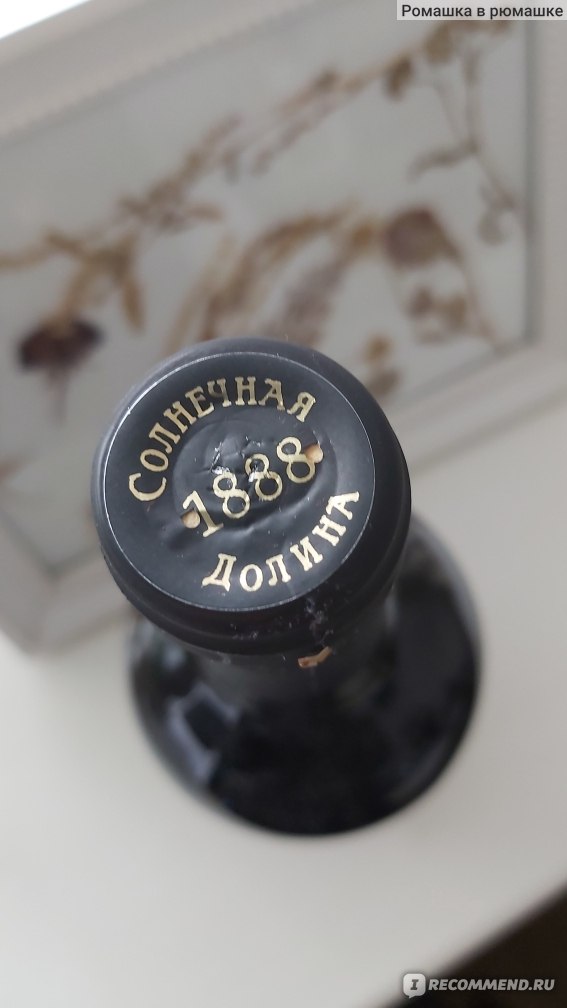 Ромашка в рюмашке
СОЛНЕЧНАЯ
1888
ДОЛИНА
IRECOMMEND.RU